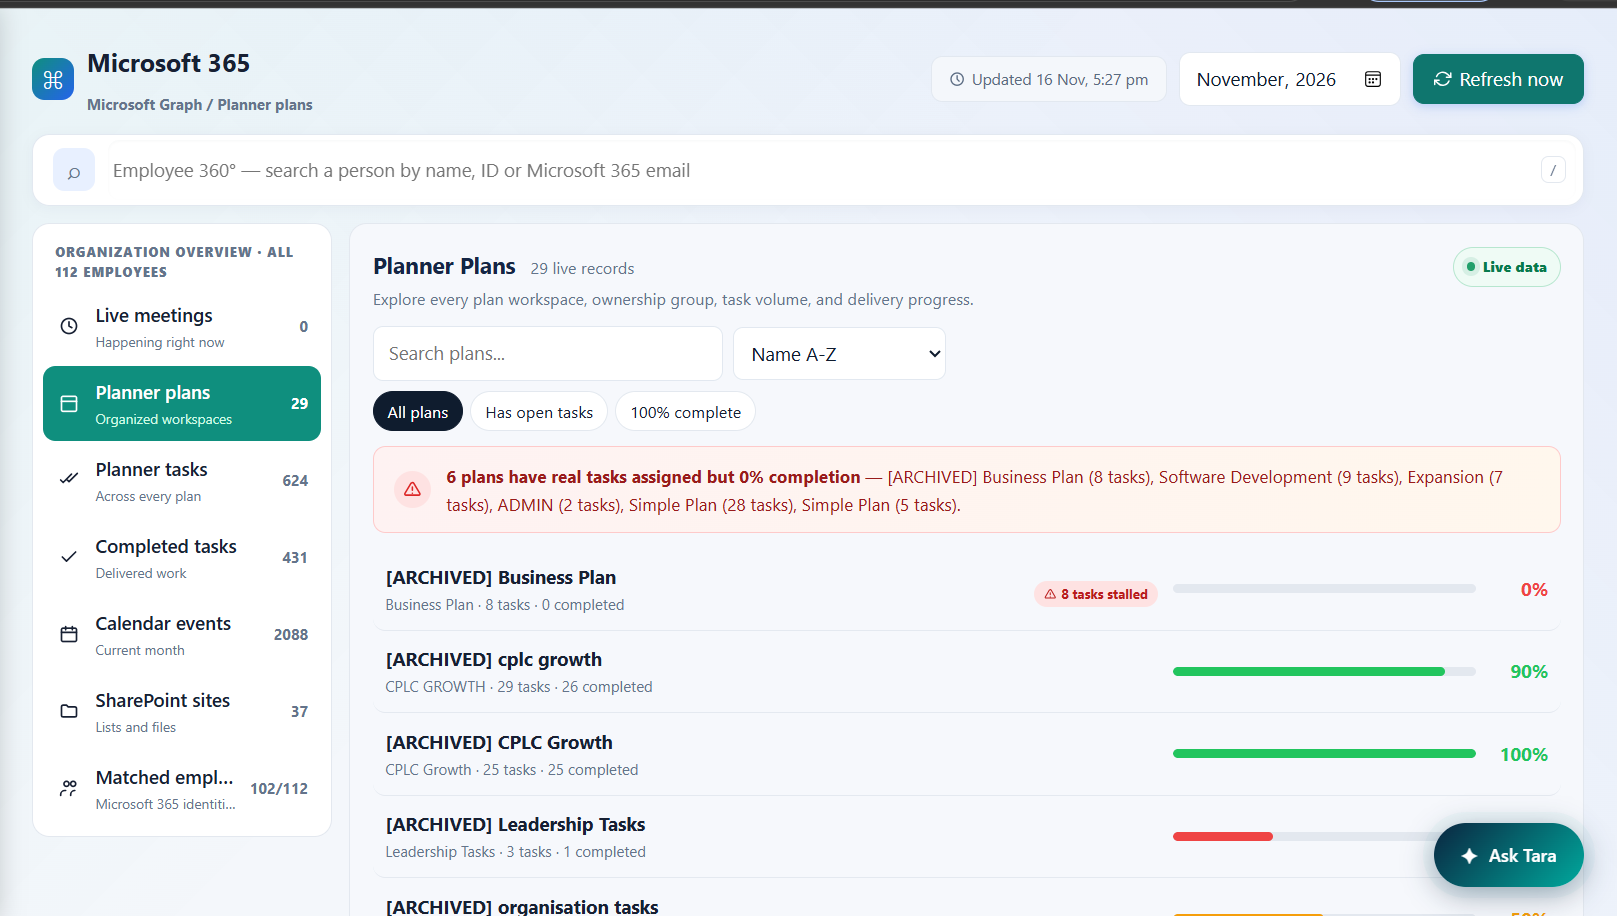 Microsoft 365
Microsoft Graph / Planner plans
Updated 16 Nov, 5:27 pm
November, 2026
Refresh now
Employee 360° — search a person by name, ID or Microsoft 365 email
/
ORGANIZATION OVERVIEW · ALL
112 EMPLOYEES
Live meetings
Happening right now
0
Planner plans
Organized workspaces
29
Planner tasks
Across every plan
624
Completed tasks
Delivered work
431
Calendar events
Current month
2088
SharePoint sites
Lists and files
37
Matched empl...
Microsoft 365 identiti...
102/112
Planner Plans 29 live records
Live data
Explore every plan workspace, ownership group, task volume, and delivery progress.
Search plans...
Name A-Z
All plans
Has open tasks
100% complete
6 plans have real tasks assigned but 0% completion — [ARCHIVED] Business Plan (8 tasks), Software Development (9 tasks), Expansion (7
tasks), ADMIN (2 tasks), Simple Plan (28 tasks), Simple Plan (5 tasks).
[ARCHIVED] Business Plan
Business Plan · 8 tasks · 0 completed
8 tasks stalled
0%
[ARCHIVED] cplc growth
CPLC GROWTH · 29 tasks · 26 completed
90%
[ARCHIVED] CPLC Growth
CPLC Growth · 25 tasks · 25 completed
100%
[ARCHIVED] Leadership Tasks
Leadership Tasks · 3 tasks · 1 completed
Ask Tara
[ARCHIVED] organisation tasks